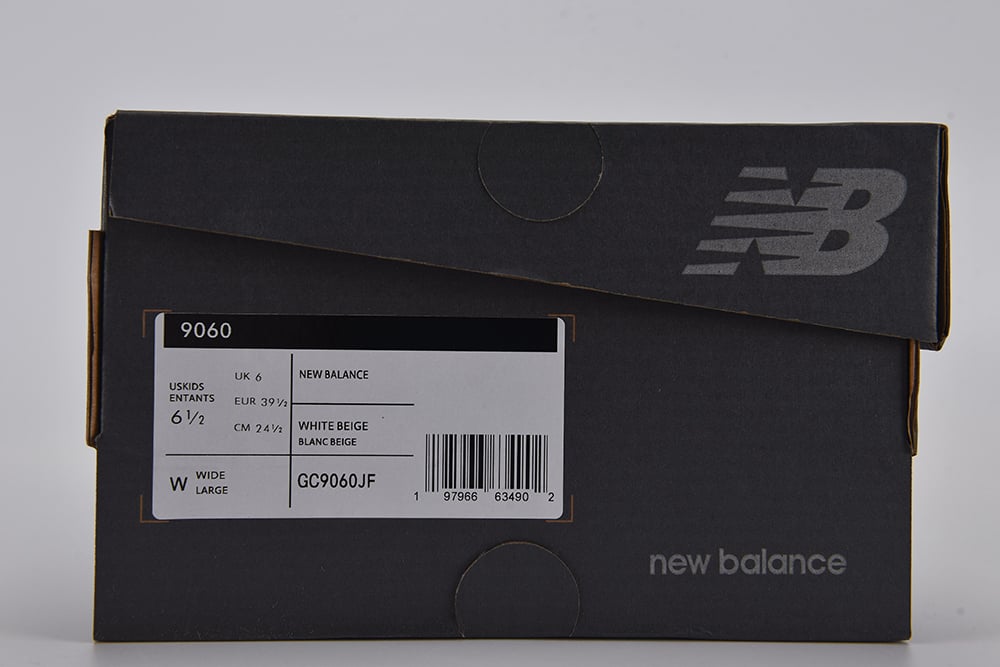 NB
9060
USKIDS
ENTANTS
6 ½
UK 6
EUR 39 ½
CM 24 ½
NEW BALANCE
WHITE BEIGE
BLANC BEIGE
W WIDE
LARGE
GC9060JF
1 97966 63490 2
new balance